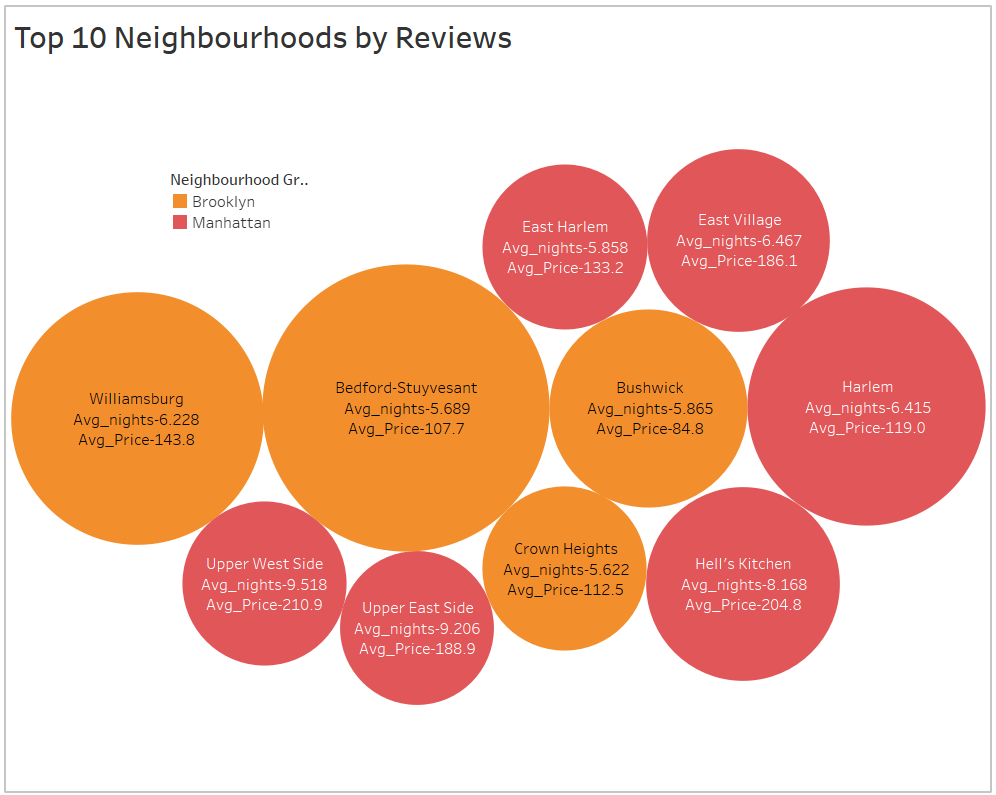 Top 10 Neighbourhoods by Reviews
Neighbourhood Gr..
Brooklyn
Manhattan
East Harlem
Avg_nights-5.858
Avg_Price-133.2
East Village
Avg_nights-6.467
Avg_Price-186.1
Williamsburg
Avg_nights-6.228
Avg_Price-143.8
Bedford-Stuyvesant
Avg_nights-5.689
Avg_Price-107.7
Bushwick
Avg_nights-5.865
Avg_Price-84.8
Harlem
Avg_nights-6.415
Avg_Price-119.0
Upper West Side
Avg_nights-9.518
Avg_Price-210.9
Upper East Side
Avg_nights-9.206
Avg_Price-188.9
Crown Heights
Avg_nights-5.622
Avg_Price-112.5
Hell's Kitchen
Avg_nights-8.168
Avg_Price-204.8